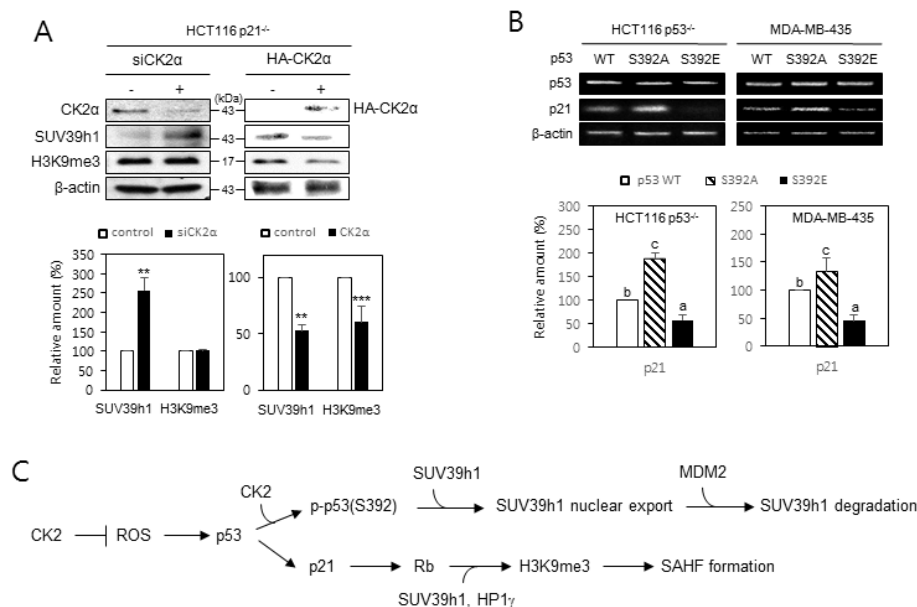 A
HCT116 p21-/-
siCK2α HA-CK2α
- + (kDa) - +
CK2α 43 HA-CK2α
SUV39h1 43
H3K9me3 17
β-actin 43
control siCK2α
control CK2α
Relative amount (%)
350
300
250
200
150
100
50
0
**
SUV39h1 H3K9me3
100
50
0
** ***
SUV39h1 H3K9me3
B
HCT116 p53-/- MDA-MB-435
p53 WT S392A S392E WT S392A S392E
p53
p21
β-actin
p53 WT S392A S392E
Relative amount (%)
300
250
200
150
100
50
0
HCT116 p53-/-
b c a
p21
200
150
100
50
0
MDA-MB-435
b c a
p21
C
CK2 SUV39h1 MDM2
p-p53(S392) SUV39h1 nuclear export SUV39h1 degradation
CK2 ROS p53
p21 Rb H3K9me3 SAHF formation
SUV39h1, HP1γ